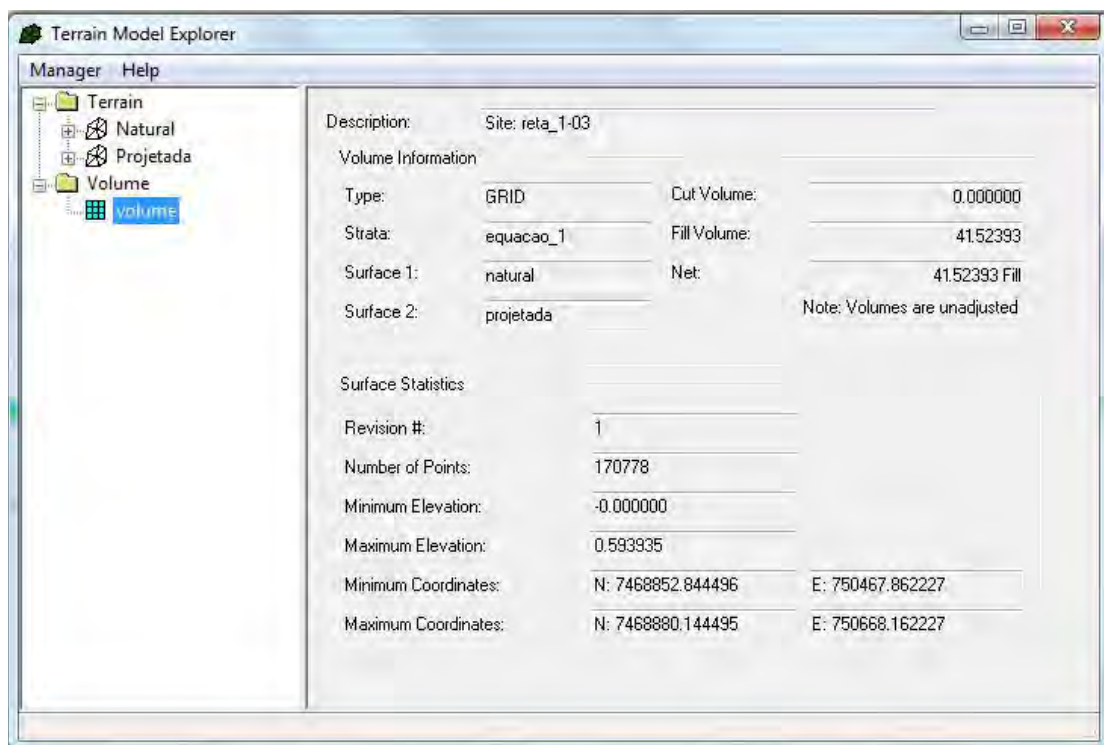 Terrain Model Explorer
Manager Help
Terrain
Natural
Projetada
Volume
volume
Description: Site: reta_1-03
Volume Information
Type: GRID Cut Volume: 0.000000
Strata: equacao_1 Fill Volume: 41.52393
Surface 1: natural Net: 41.52393 Fill
Surface 2: projetada Note: Volumes are unadjusted
Surface Statistics
Revision #: 1
Number of Points: 170778
Minimum Elevation: -0.000000
Maximum Elevation: 0.593935
Minimum Coordinates: N: 7468852.844496 E: 750467.862227
Maximum Coordinates: N: 7468880.144495 E: 750668.162227